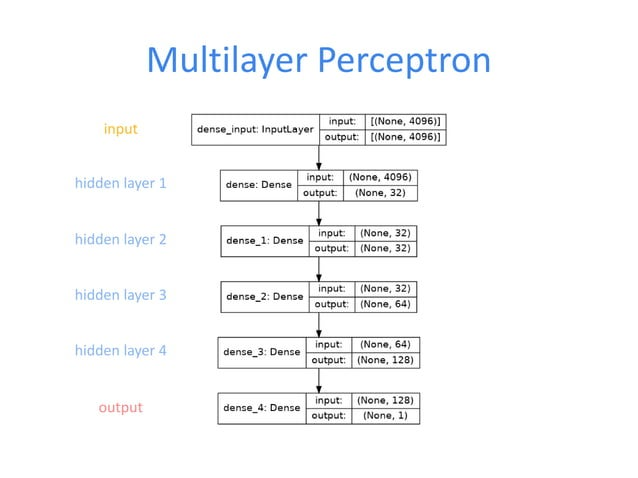 Multilayer Perceptron
input
dense_input: InputLayer
input: [(None, 4096)]
output: [(None, 4096)]
hidden layer 1
dense: Dense
input: (None, 4096)
output: (None, 32)
hidden layer 2
dense_1: Dense
input: (None, 32)
output: (None, 32)
hidden layer 3
dense_2: Dense
input: (None, 32)
output: (None, 64)
hidden layer 4
dense_3: Dense
input: (None, 64)
output: (None, 128)
output
dense_4: Dense
input: (None, 128)
output: (None, 1)